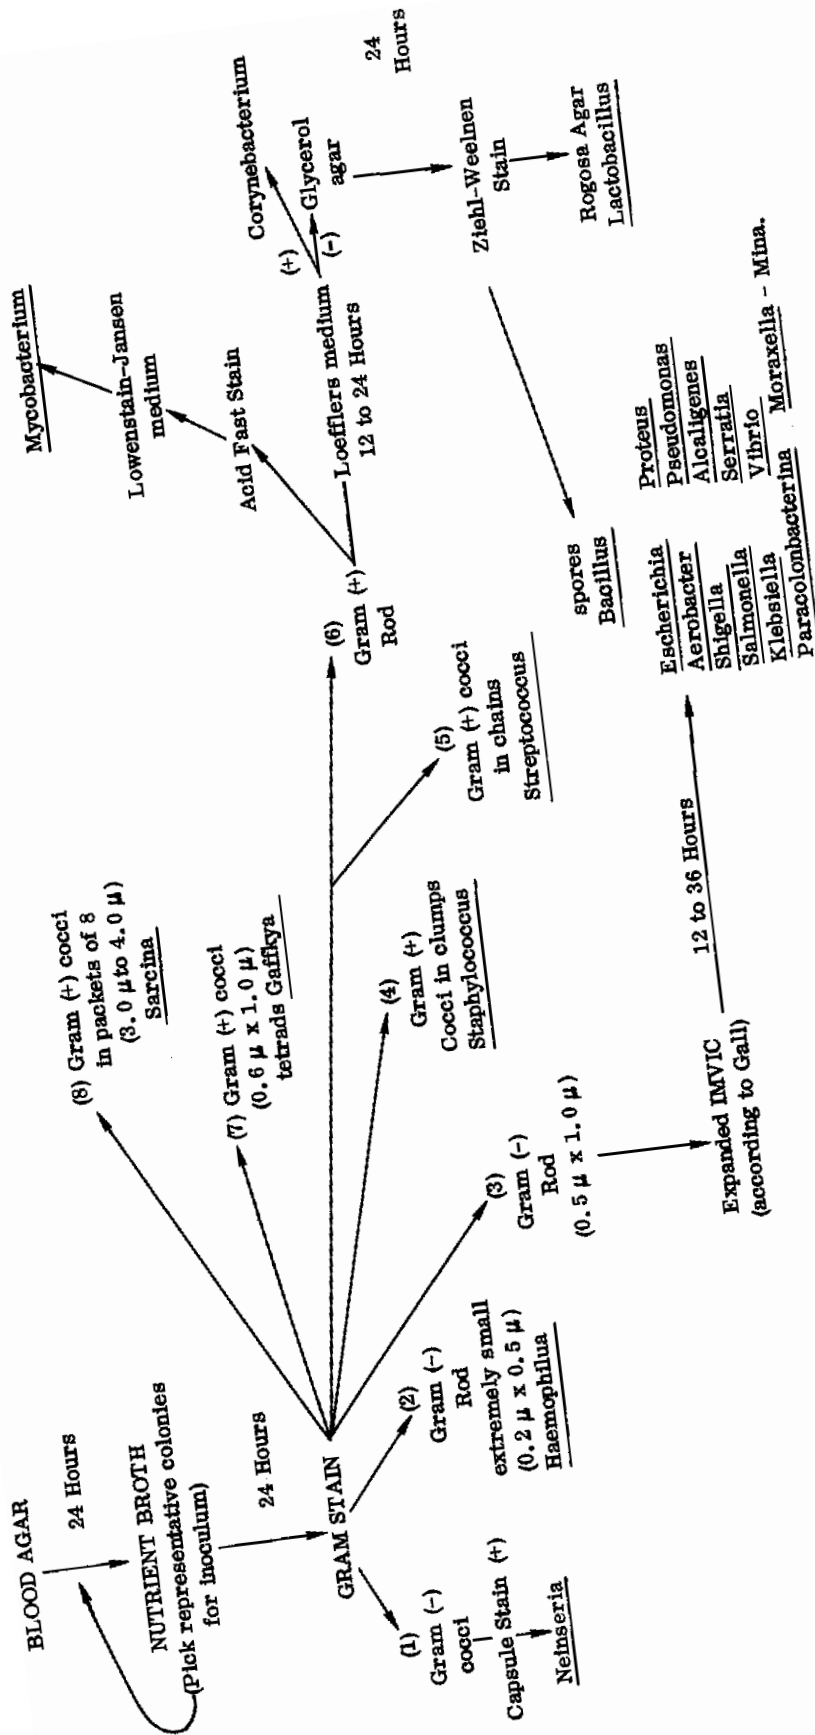 BLOOD AGAR
24 Hours
NUTRIENT BROTH
(Pick representative colonies
for inoculum)
24 Hours
GRAM STAIN
(1)
Gram (-)
cocci
Capsule Stain (+)
Neinseria
(2)
Gram (-)
Rod
extremely small
(0.2 μ x 0.5 μ)
Haemophilua
(3)
Gram (-)
Rod
(0.5 μ x 1.0 μ)
Expanded IMVIC
(according to Gall)
12 to 36 Hours
Escherichia
Aerobacter
Shigella
Salmonella
Klebsiella
Paracolonbacterina
Proteus
Pseudomonas
Alcaligenes
Serratia
Vibrio
Moraxella - Mina.
(4)
Gram (+)
Cocci in clumps
Staphylococcus
(5)
Gram (+) cocci
in chains
Streptococcus
(6)
Gram (+)
Rod
Acid Fast Stain
Lowenstain-Jansen
medium
Mycobacterium
Loefflers medium
12 to 24 Hours
(+)
(-)
Corynebacterium
Glycerol
agar
24
Hours
Ziehl-Weelnen
Stain
Rogosa Agar
Lactobacillus
spores
Bacillus
(7) Gram (+) cocci
(0.6 μ x 1.0 μ)
tetrads Gaffkya
(8) Gram (+) cocci
in packets of 8
(3.0 μ to 4.0 μ)
Sarcina